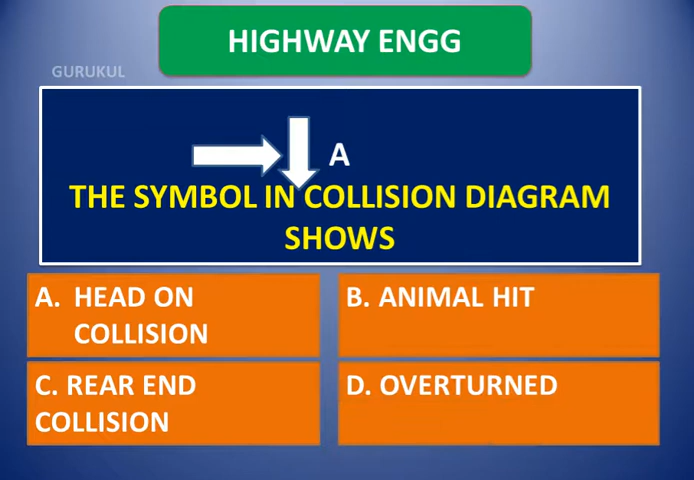 HIGHWAY ENGG
GURUKUL
A
THE SYMBOL IN COLLISION DIAGRAM
SHOWS
A. HEAD ON
COLLISION
B. ANIMAL HIT
C. REAR END
COLLISION
D. OVERTURNED